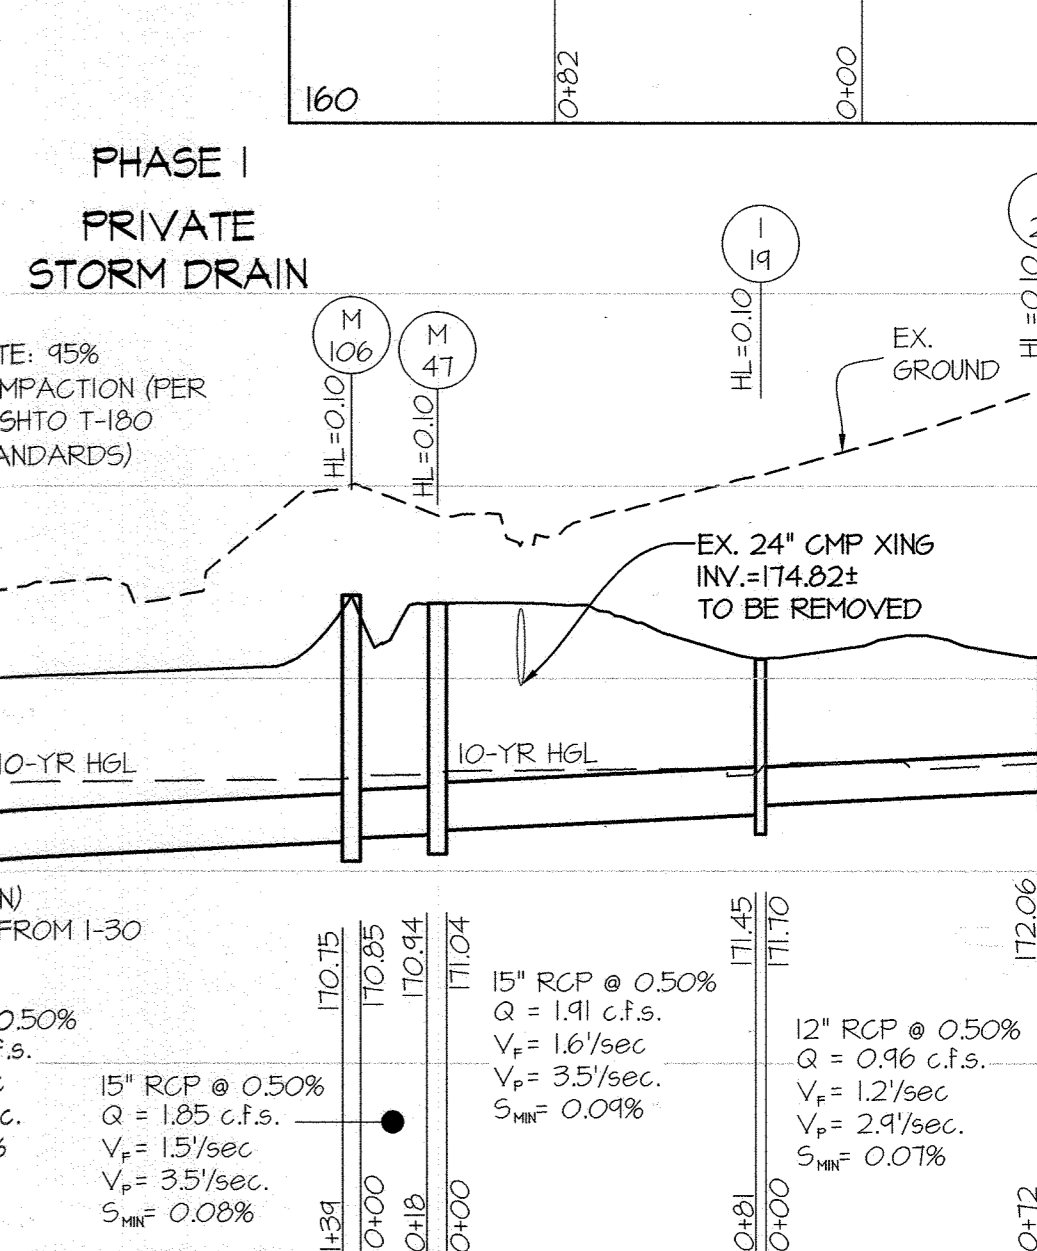 160
0+82
0+00
PHASE 1
PRIVATE
STORM DRAIN
M
106
HL=0.10
M
47
HL=0.10
1
19
HL=0.10
HL=0.10
EX.
GROUND
TE: 95%
MPACTION (PER
SHTO T-180
ANDARDS)
EX. 24" CMP XING
INV.=174.82±
TO BE REMOVED
10-YR HGL
10-YR HGL
N)
FROM I-30
170.75
170.85
170.94
171.04
171.45
171.70
172.06
0.50%
f.s.
c
c.
%
15" RCP @ 0.50%
Q = 1.85 c.f.s.
VF= 1.5'/sec
VP= 3.5'/sec.
SMIN= 0.08%
15" RCP @ 0.50%
Q = 1.91 c.f.s.
VF= 1.6'/sec
VP= 3.5'/sec.
SMIN= 0.09%
12" RCP @ 0.50%
Q = 0.96 c.f.s.
VF= 1.2'/sec
VP= 2.9'/sec.
SMIN= 0.07%
1+39
0+00
0+18
0+00
0+81
0+00
0+72